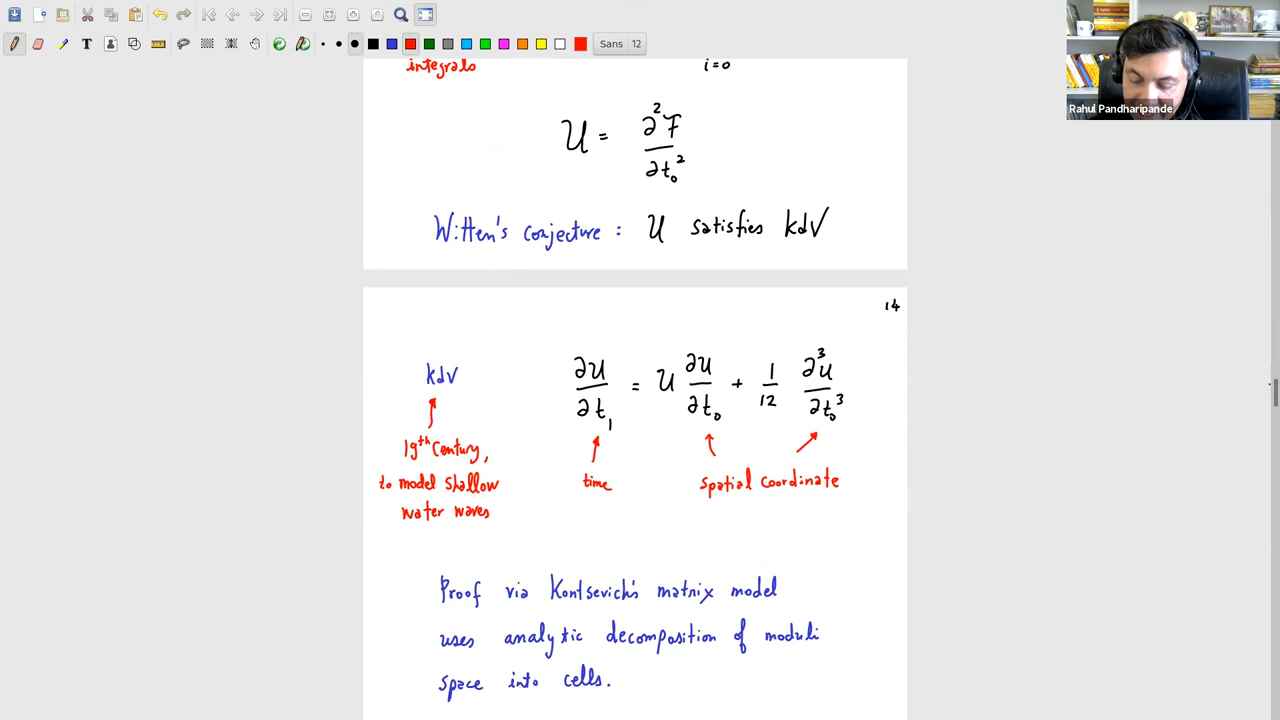 Sans 12
Rahul Pandharipande
integrals
i=0
U = ∂²F/∂t₀²
Witten's conjecture : U satisfies kdV
14
kdV
∂U/∂t₁ = U ∂U/∂t₀ + 1/12 ∂³U/∂t₀³
19th Century,
to model shallow
water waves
time
spatial coordinate
Proof via Kontsevich's matrix model
uses analytic decomposition of moduli
space into cells.